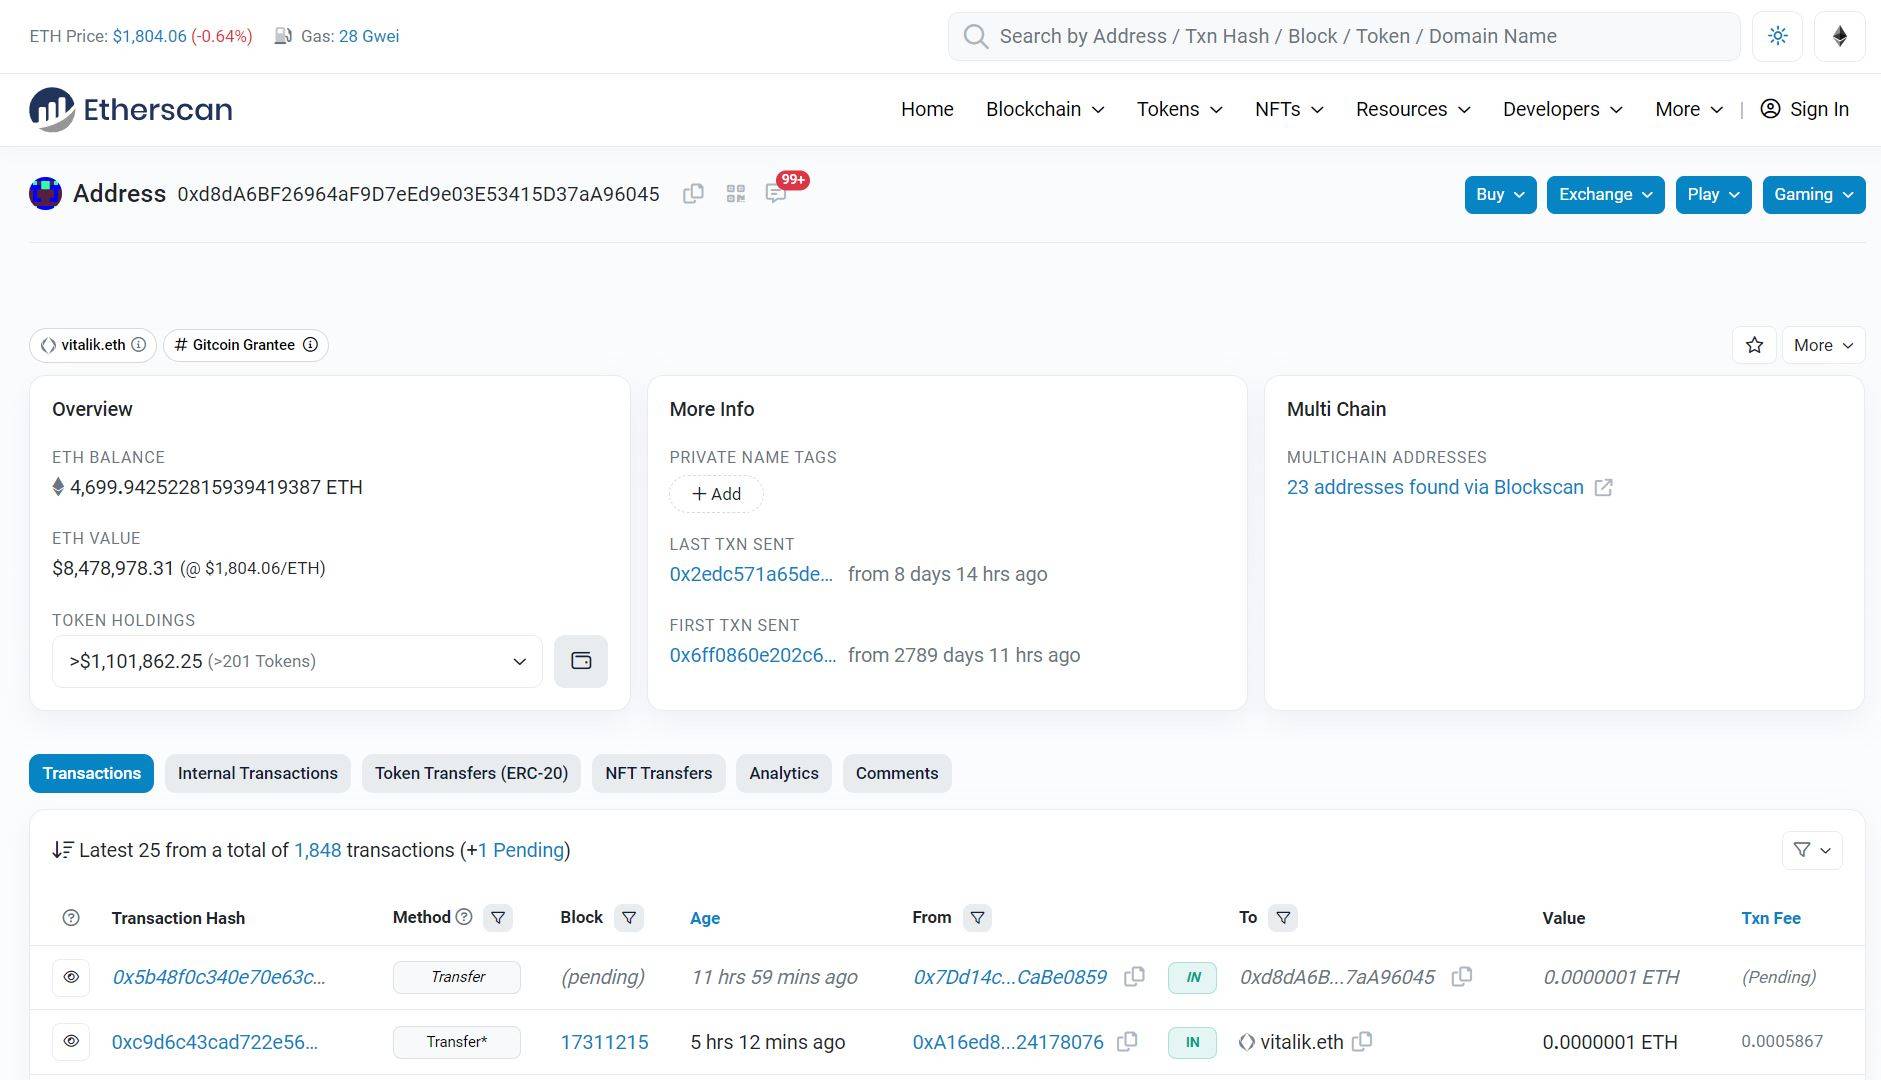 ETH Price: $1,804.06 (-0.64%) Gas: 28 Gwei Search by Address / Txn Hash / Block / Token / Domain Name
Etherscan Home Blockchain Tokens NFTs Resources Developers More | Sign In
Address 0xd8dA6BF26964aF9D7eEd9e03E53415D37aA96045 99+ Buy Exchange Play Gaming
vitalik.eth # Gitcoin Grantee More
Overview
ETH BALANCE
4,699.942522815939419387 ETH
ETH VALUE
$8,478,978.31 (@ $1,804.06/ETH)
TOKEN HOLDINGS
>$1,101,862.25 (>201 Tokens)
More Info
PRIVATE NAME TAGS
+ Add
LAST TXN SENT
0x2edc571a65de... from 8 days 14 hrs ago
FIRST TXN SENT
0x6ff0860e202c6... from 2789 days 11 hrs ago
Multi Chain
MULTICHAIN ADDRESSES
23 addresses found via Blockscan
Transactions Internal Transactions Token Transfers (ERC-20) NFT Transfers Analytics Comments
Latest 25 from a total of 1,848 transactions (+1 Pending)
Transaction Hash Method Block Age From To Value Txn Fee
0x5b48f0c340e70e63c... Transfer (pending) 11 hrs 59 mins ago 0x7Dd14c...CaBe0859 IN 0xd8dA6B...7aA96045 0.0000001 ETH (Pending)
0xc9d6c43cad722e56... Transfer* 17311215 5 hrs 12 mins ago 0xA16ed8...24178076 IN vitalik.eth 0.0000001 ETH 0.0005867